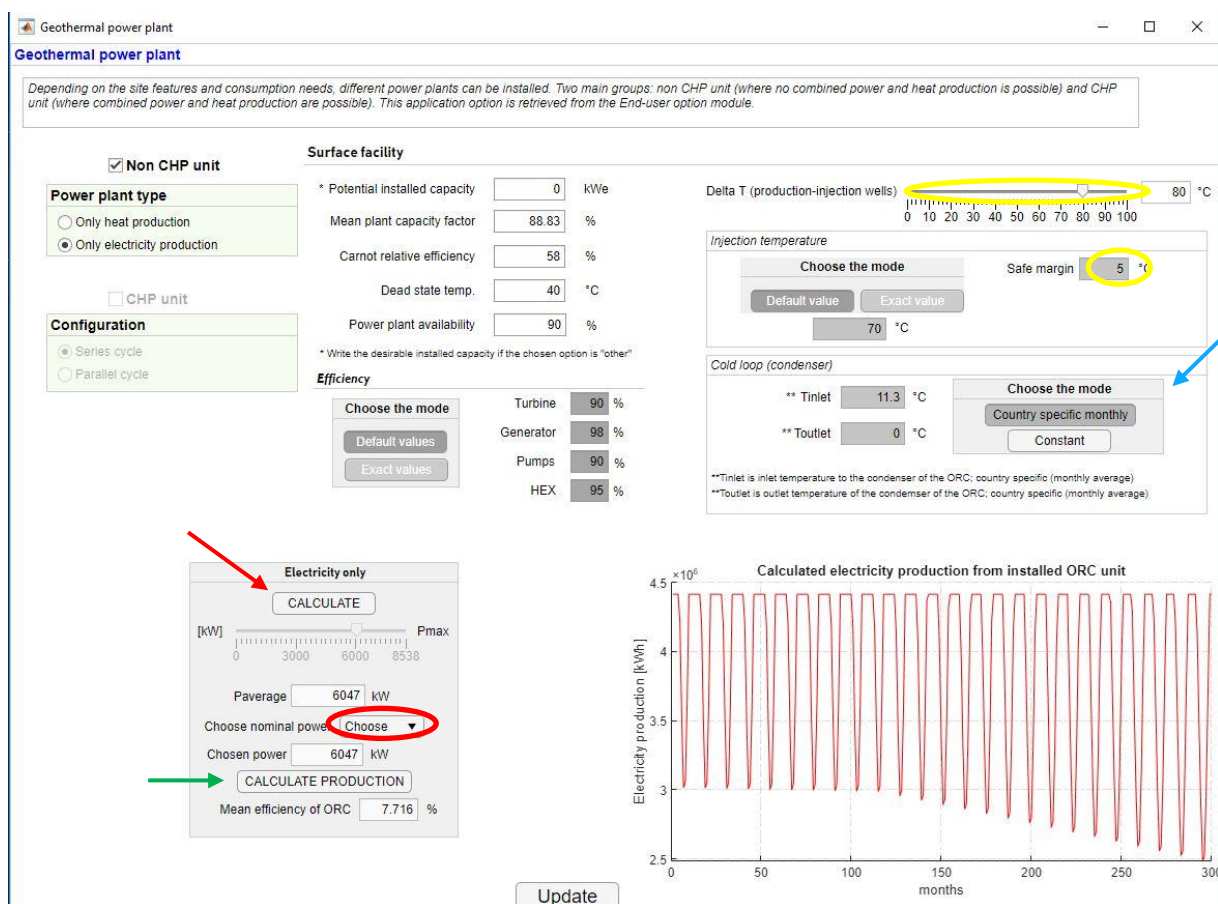 Geothermal power plant
Geothermal power plant
Depending on the site features and consumption needs, different power plants can be installed. Two main groups: non CHP unit (where no combined power and heat production is possible) and CHP
unit (where combined power and heat production are possible). This application option is retrieved from the End-user option module.
Non CHP unit
Power plant type
Only heat production
Only electricity production
CHP unit
Configuration
Series cycle
Parallel cycle
Surface facility
* Potential installed capacity 0 kWe
Mean plant capacity factor 88.83 %
Carnot relative efficiency 58 %
Dead state temp. 40 °C
Power plant availability 90 %
* Write the desirable installed capacity if the chosen option is "other"
Efficiency
Choose the mode
Default values
Exact values
Turbine 90 %
Generator 98 %
Pumps 90 %
HEX 95 %
Delta T (production-injection wells) 80 °C
0 10 20 30 40 50 60 70 80 90 100
Injection temperature
Choose the mode
Default value Exact value
70 °C
Safe margin 5 °C
Cold loop (condenser)
** Tinlet 11.3 °C
** Toutlet 0 °C
Choose the mode
Country specific monthly
Constant
**Tinlet is inlet temperature to the condenser of the ORC; country specific (monthly average)
**Toutlet is outlet temperature of the condemser of the ORC; country specific (monthly average)
Electricity only
CALCULATE
[kW] Pmax
0 3000 6000 8538
Paverage 6047 kW
Choose nominal power Choose
Chosen power 6047 kW
CALCULATE PRODUCTION
Mean efficiency of ORC 7.716 %
Update
Calculated electricity production from installed ORC unit
×10⁶
Electricity production [kWh]
4.5
4
3.5
3
2.5
0 50 100 150 200 250 300
months